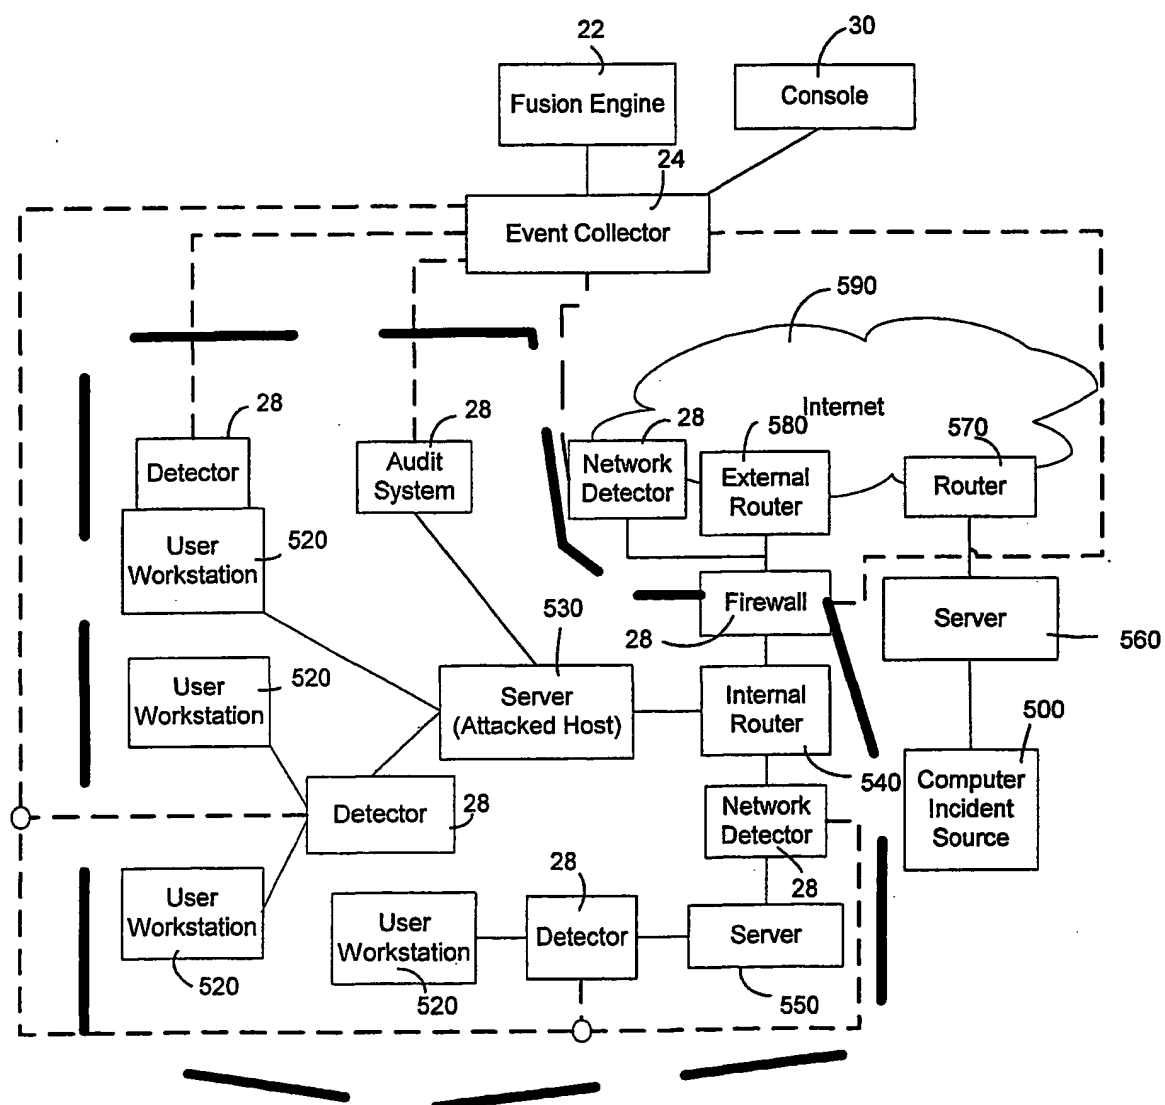 22
Fusion Engine
30
Console
24
Event Collector
590
Internet
28
Detector
28
Audit
System
28
Network
Detector
580
External
Router
570
Router
520
User
Workstation
Firewall
28
Server
560
530
Server
(Attacked Host)
520
User
Workstation
Internal
Router
540
500
Computer
Incident
Source
Detector
28
Network
Detector
28
User
Workstation
520
User
Workstation
520
28
Detector
Server
550